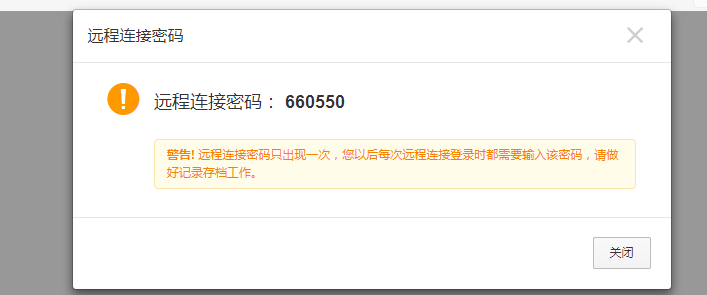 远程连接密码
远程连接密码： 660550
警告! 远程连接密码只出现一次，您以后每次远程连接登录时都需要输入该密码，请做
好记录存档工作。
关闭